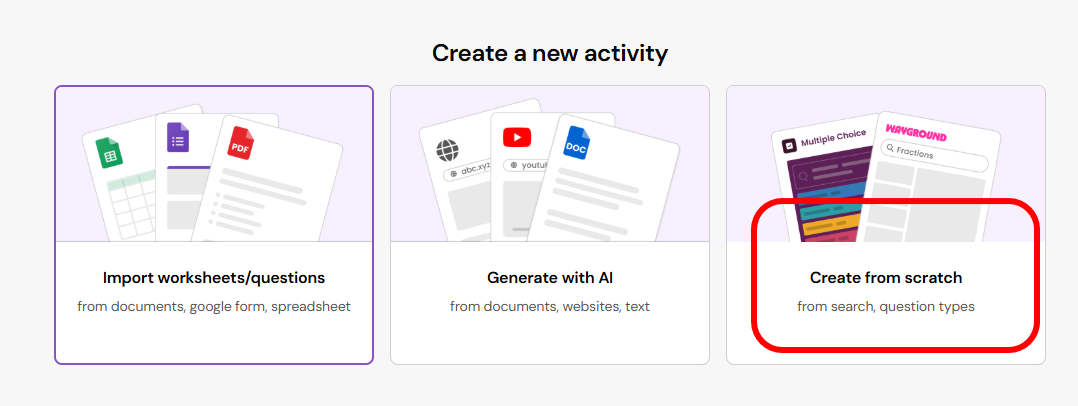 Create a new activity
PDF
Import worksheets/questions
from documents, google form, spreadsheet
abc.xyz
youtu
DOC
Generate with AI
from documents, websites, text
Multiple Choice
WAYGROUND
Fractions
Create from scratch
from search, question types